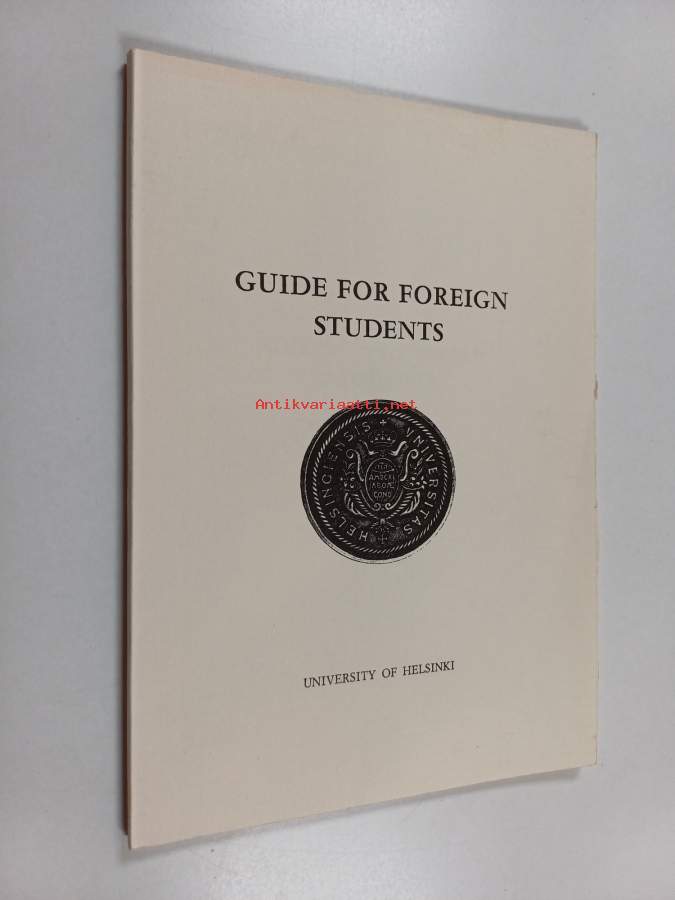 GUIDE FOR FOREIGN
STUDENTS
Antikvariaatti.net
UNIVERSITAS
HELSINGIENSIS
UNIVERSITY OF HELSINKI